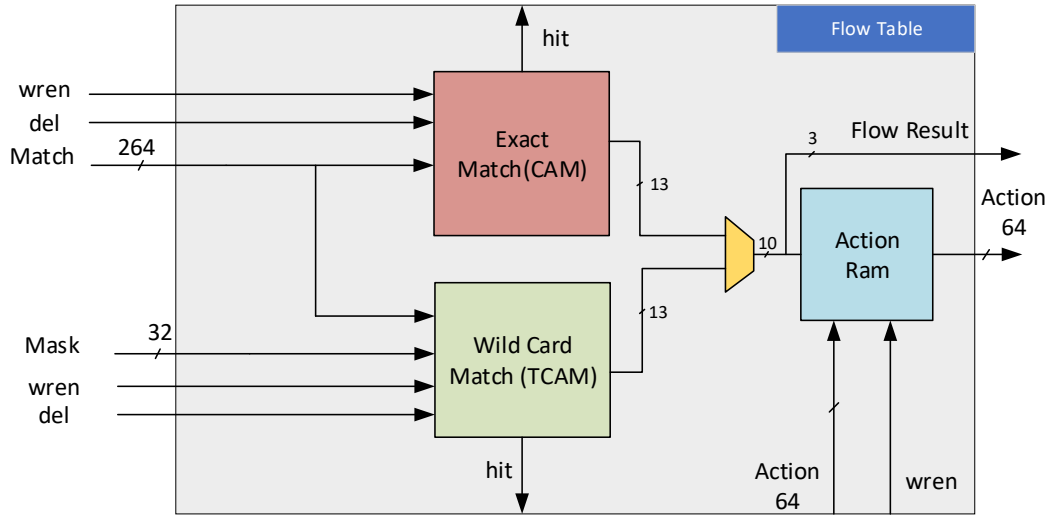 Flow Table
hit
wren
del
Match
264
Exact
Match(CAM)
13
3
Flow Result
Action
64
10
Action
Ram
Mask
32
wren
del
Wild Card
Match (TCAM)
13
hit
Action
64
wren